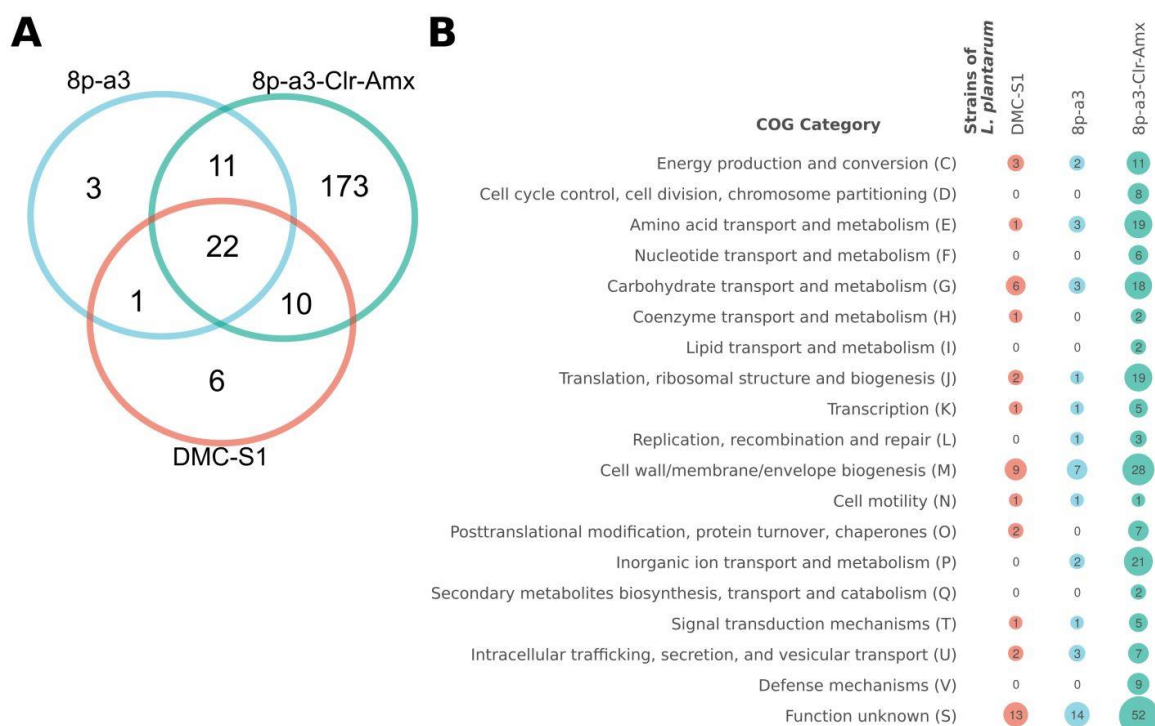 A
8p-a3
8p-a3-Clr-Amx
3
11
173
22
1
10
6
DMC-S1
B
COG Category
Strains of
L. plantarum
DMC-S1
8p-a3
8p-a3-Clr-Amx
Energy production and conversion (C) 3 2 11
Cell cycle control, cell division, chromosome partitioning (D) 0 0 8
Amino acid transport and metabolism (E) 1 3 19
Nucleotide transport and metabolism (F) 0 0 6
Carbohydrate transport and metabolism (G) 6 3 18
Coenzyme transport and metabolism (H) 1 0 2
Lipid transport and metabolism (I) 0 0 2
Translation, ribosomal structure and biogenesis (J) 2 1 19
Transcription (K) 1 1 5
Replication, recombination and repair (L) 0 1 3
Cell wall/membrane/envelope biogenesis (M) 9 7 28
Cell motility (N) 1 1 1
Posttranslational modification, protein turnover, chaperones (O) 2 0 7
Inorganic ion transport and metabolism (P) 0 2 21
Secondary metabolites biosynthesis, transport and catabolism (Q) 0 0 2
Signal transduction mechanisms (T) 1 1 5
Intracellular trafficking, secretion, and vesicular transport (U) 2 3 7
Defense mechanisms (V) 0 0 9
Function unknown (S) 13 14 52